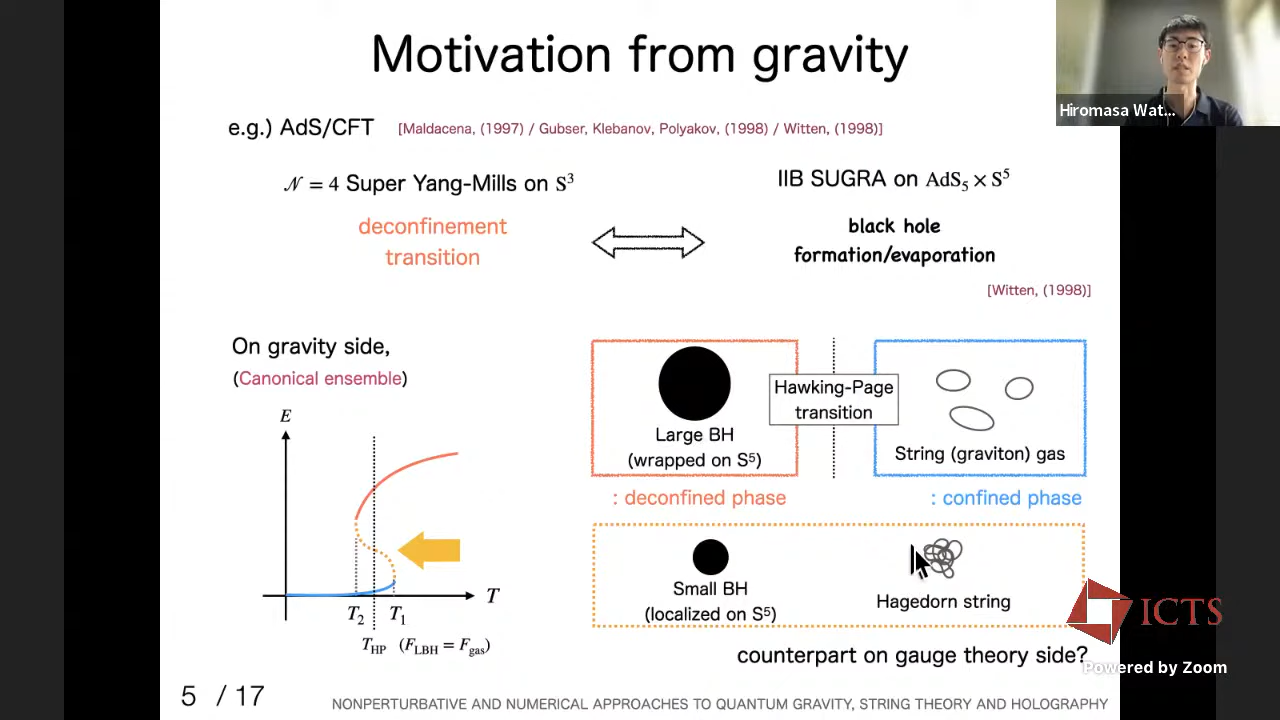 Motivation from gravity
Hiromasa Wat...
e.g.) AdS/CFT [Maldacena, (1997) / Gubser, Klebanov, Polyakov, (1998) / Witten, (1998)]
𝒩 = 4 Super Yang-Mills on S³
IIB SUGRA on AdS₅ × S⁵
deconfinement
transition
black hole
formation/evaporation
[Witten, (1998)]
On gravity side,
(Canonical ensemble)
E
T
T₂
T₁
T_HP (F_LBH = F_gas)
Large BH
(wrapped on S⁵)
Hawking-Page
transition
String (graviton) gas
: deconfined phase
: confined phase
Small BH
(localized on S⁵)
Hagedorn string
counterpart on gauge theory side?
ICTS
Powered by Zoom
5 / 17
NONPERTURBATIVE AND NUMERICAL APPROACHES TO QUANTUM GRAVITY, STRING THEORY AND HOLOGRAPHY